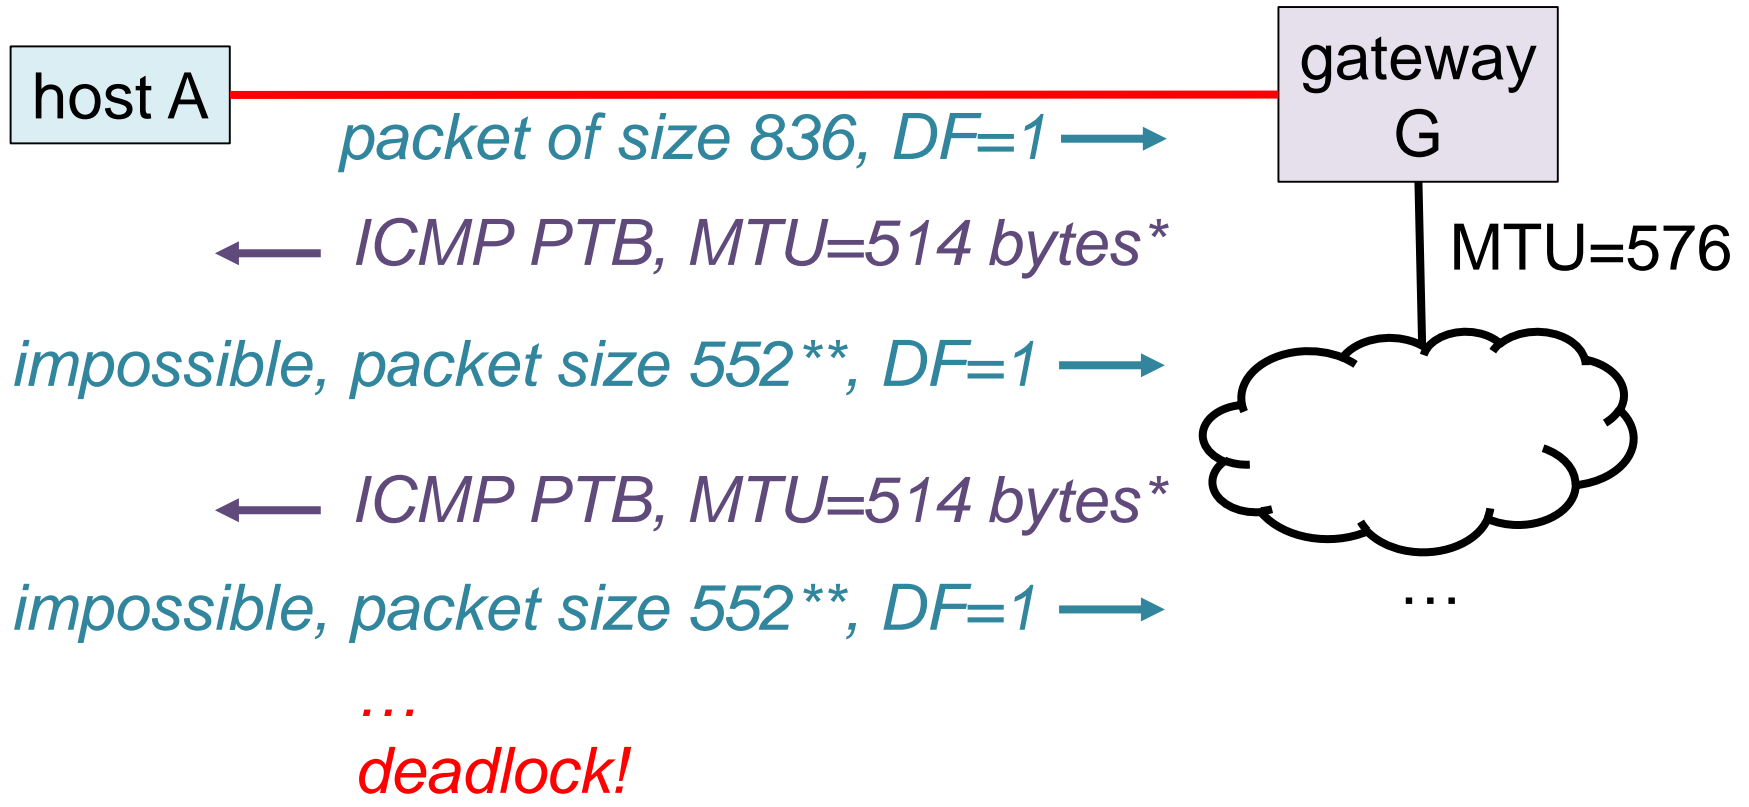 host A
gateway
G
packet of size 836, DF=1
ICMP PTB, MTU=514 bytes*
MTU=576
impossible, packet size 552**, DF=1
ICMP PTB, MTU=514 bytes*
impossible, packet size 552**, DF=1
…
…
deadlock!